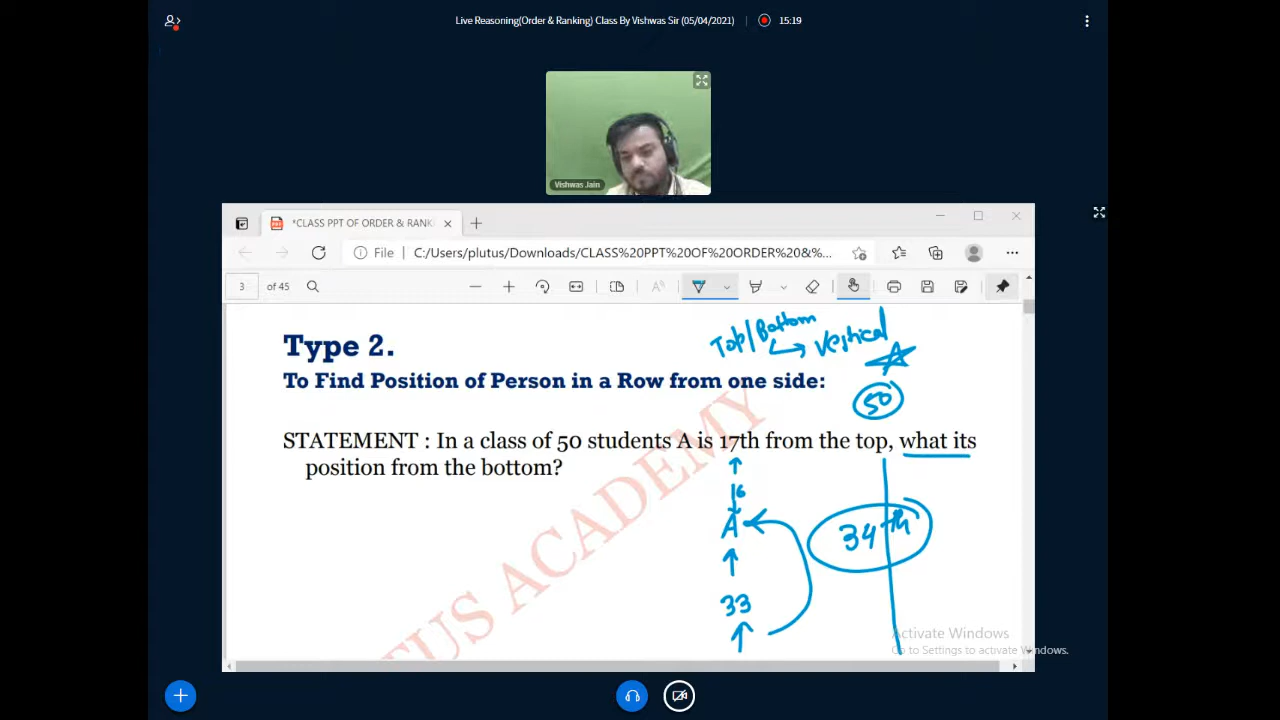 Live Reasoning(Order & Ranking) Class By Vishwas Sir (05/04/2021)
15:19
Vishwas Jain
*CLASS PPT OF ORDER & RANK
File
C:/Users/plutus/Downloads/CLASS%20PPT%20OF%20ORDER%20&%...
3 of 45
Top/Bottom
Vertical
Type 2.
To Find Position of Person in a Row from one side:
50
STATEMENT : In a class of 50 students A is 17th from the top, what its
position from the bottom?
16
A
34th
33
TUS ACADEMY
Activate Windows
Go to Settings to activate Windows.